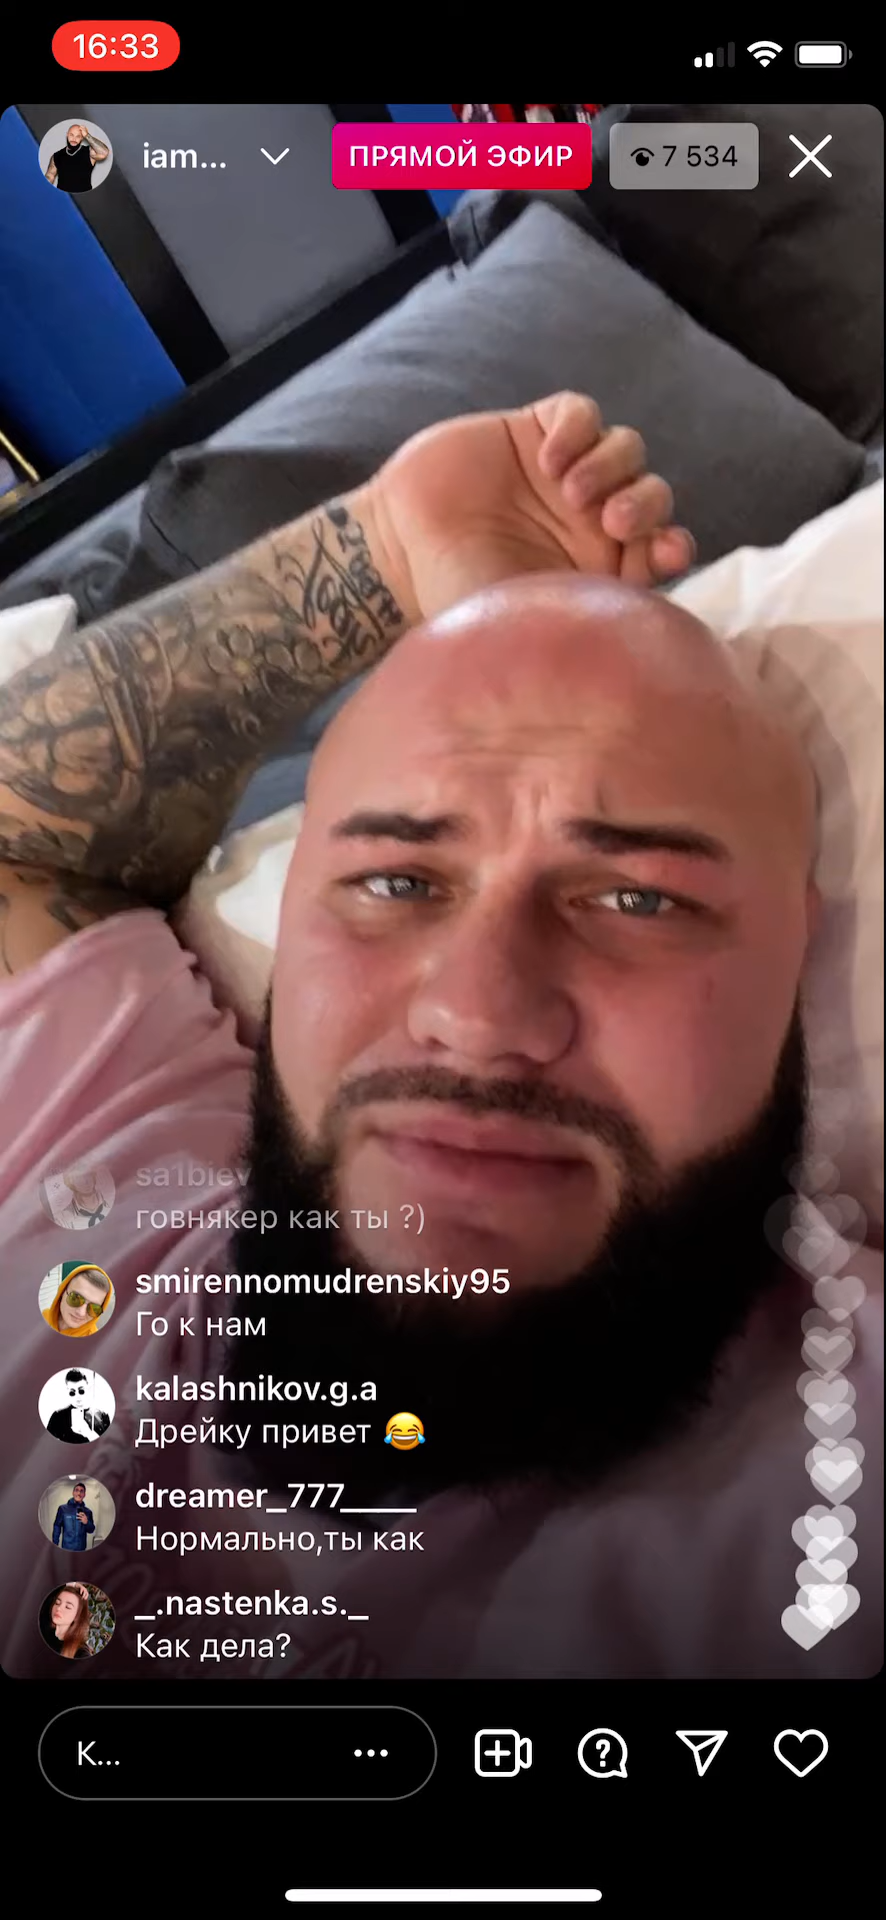 16:33
iam...
ПРЯМОЙ ЭФИР
7 534
sa1biev
говнякер как ты ?)
smirennomudrenskiy95
Го к нам
kalashnikov.g.a
Дрейку привет 😂
dreamer_777____
Нормально,ты как
_.nastenka.s._
Как дела?
К...